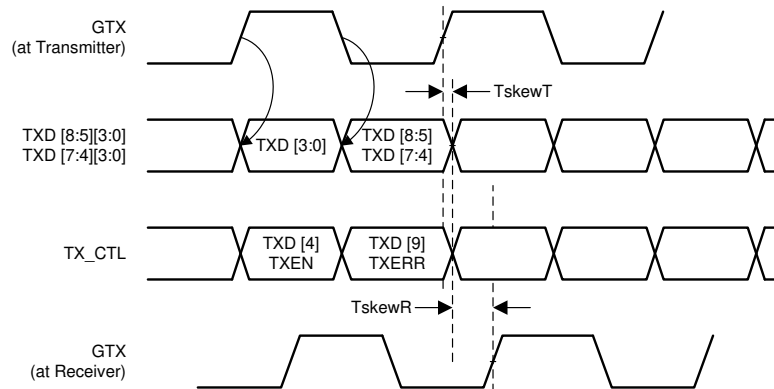 GTX
(at Transmitter)
TskewT
TXD [8:5][3:0]
TXD [7:4][3:0]
TXD [3:0]
TXD [8:5]
TXD [7:4]
TX_CTL
TXD [4]
TXEN
TXD [9]
TXERR
TskewR
GTX
(at Receiver)